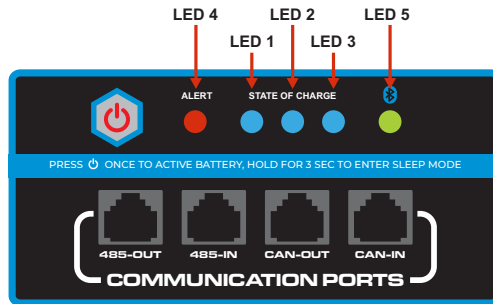 LED 4 LED 2 LED 5
LED 1 LED 3
ALERT STATE OF CHARGE
PRESS ONCE TO ACTIVE BATTERY, HOLD FOR 3 SEC TO ENTER SLEEP MODE
485-OUT 485-IN CAN-OUT CAN-IN
COMMUNICATION PORTS